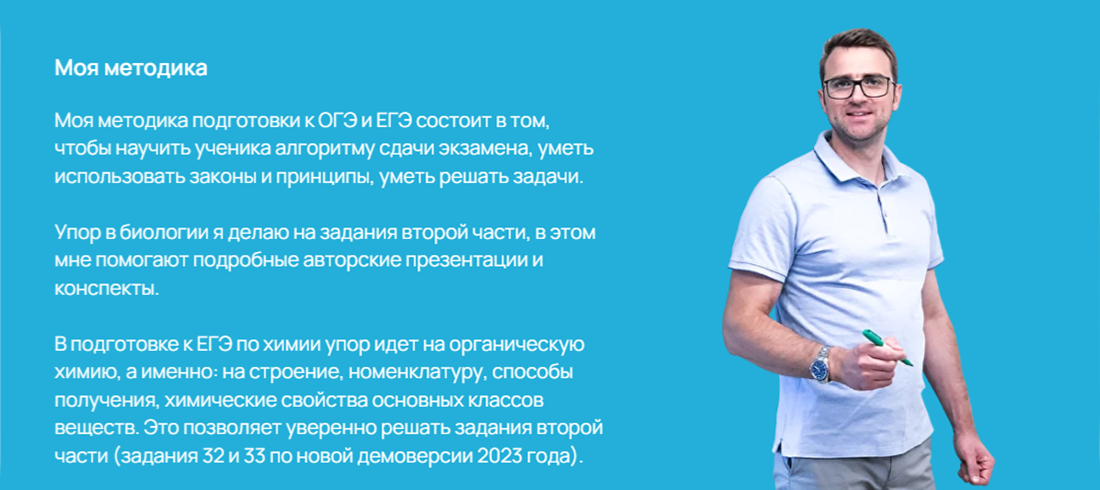 Моя методика
Моя методика подготовки к ОГЭ и ЕГЭ состоит в том,
чтобы научить ученика алгоритму сдачи экзамена, уметь
использовать законы и принципы, уметь решать задачи.
Упор в биологии я делаю на задания второй части, в этом
мне помогают подробные авторские презентации и
конспекты.
В подготовке к ЕГЭ по химии упор идет на органическую
химию, а именно: на строение, номенклатуру, способы
получения, химические свойства основных классов
веществ. Это позволяет уверенно решать задания второй
части (задания 32 и 33 по новой демоверсии 2023 года).